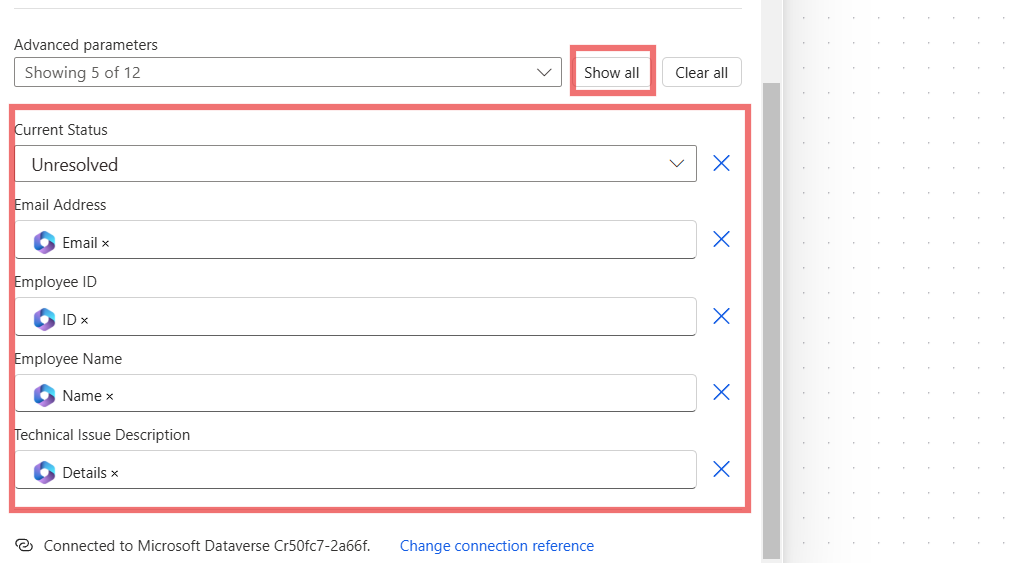 Advanced parameters
Showing 5 of 12
Show all
Clear all
Current Status
Unresolved
Email Address
Email ×
Employee ID
ID ×
Employee Name
Name ×
Technical Issue Description
Details ×
Connected to Microsoft Dataverse Cr50fc7-2a66f. Change connection reference